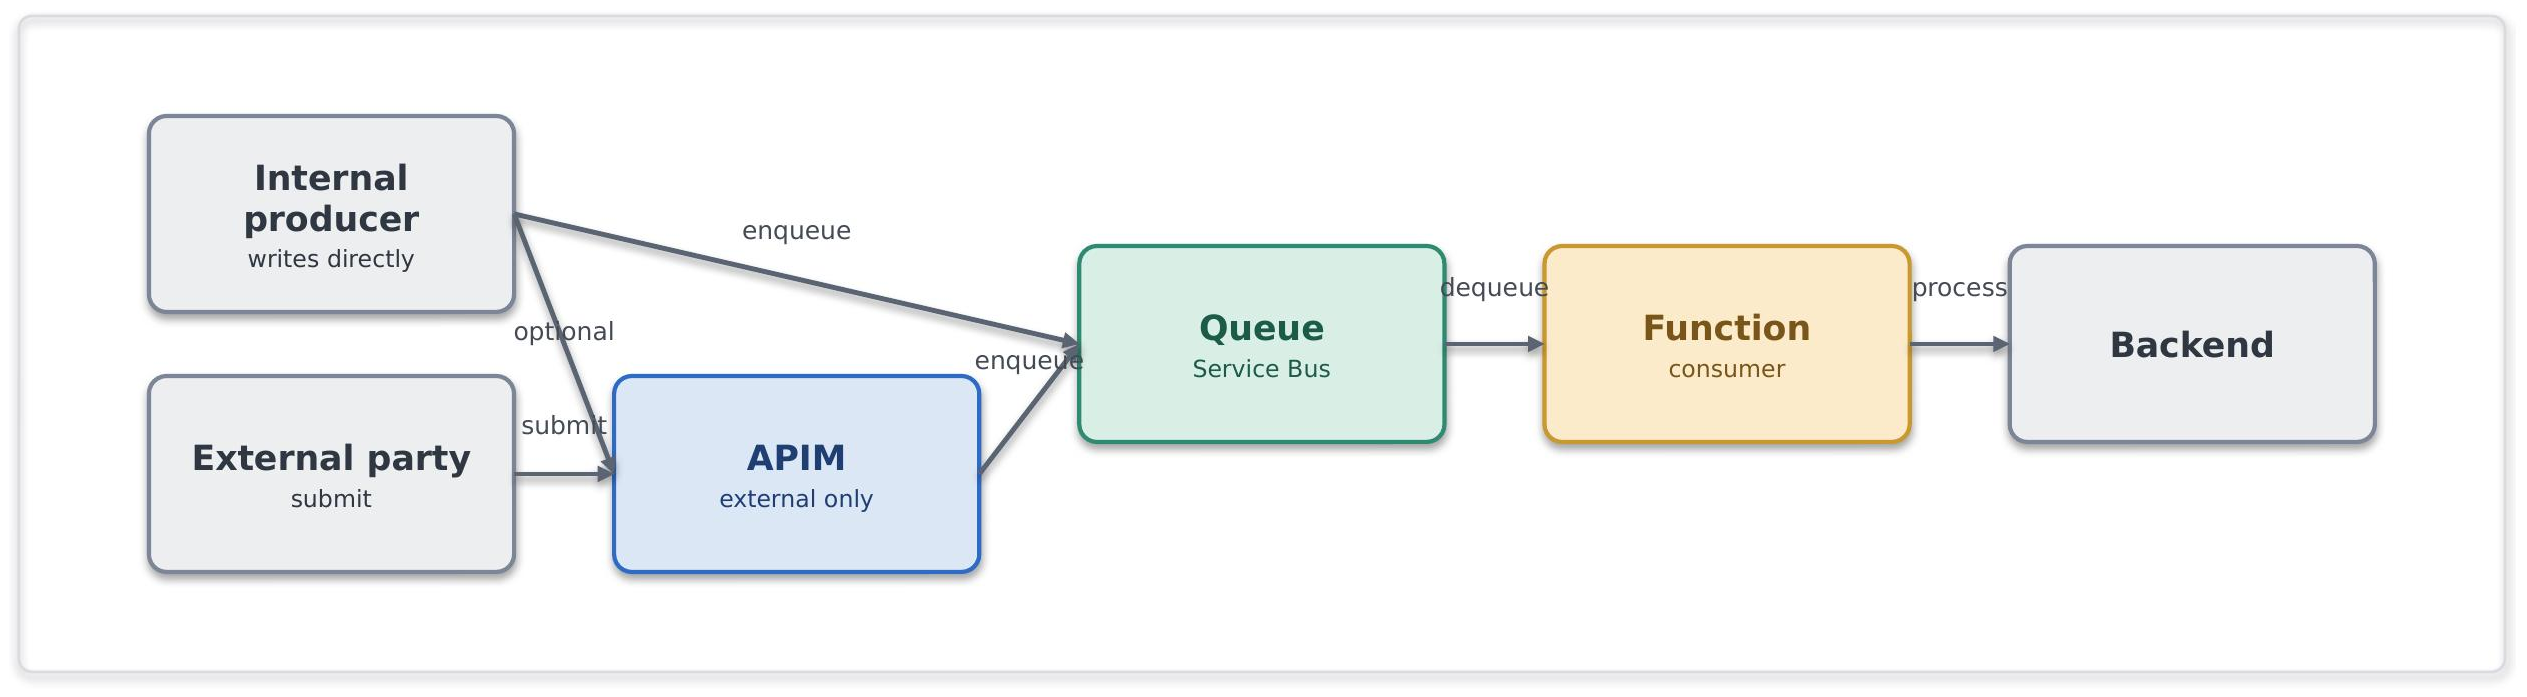 Internal
producer
writes directly
enqueue
optional
External party
submit
submit
APIM
external only
enqueue
Queue
Service Bus
dequeue
Function
consumer
process
Backend